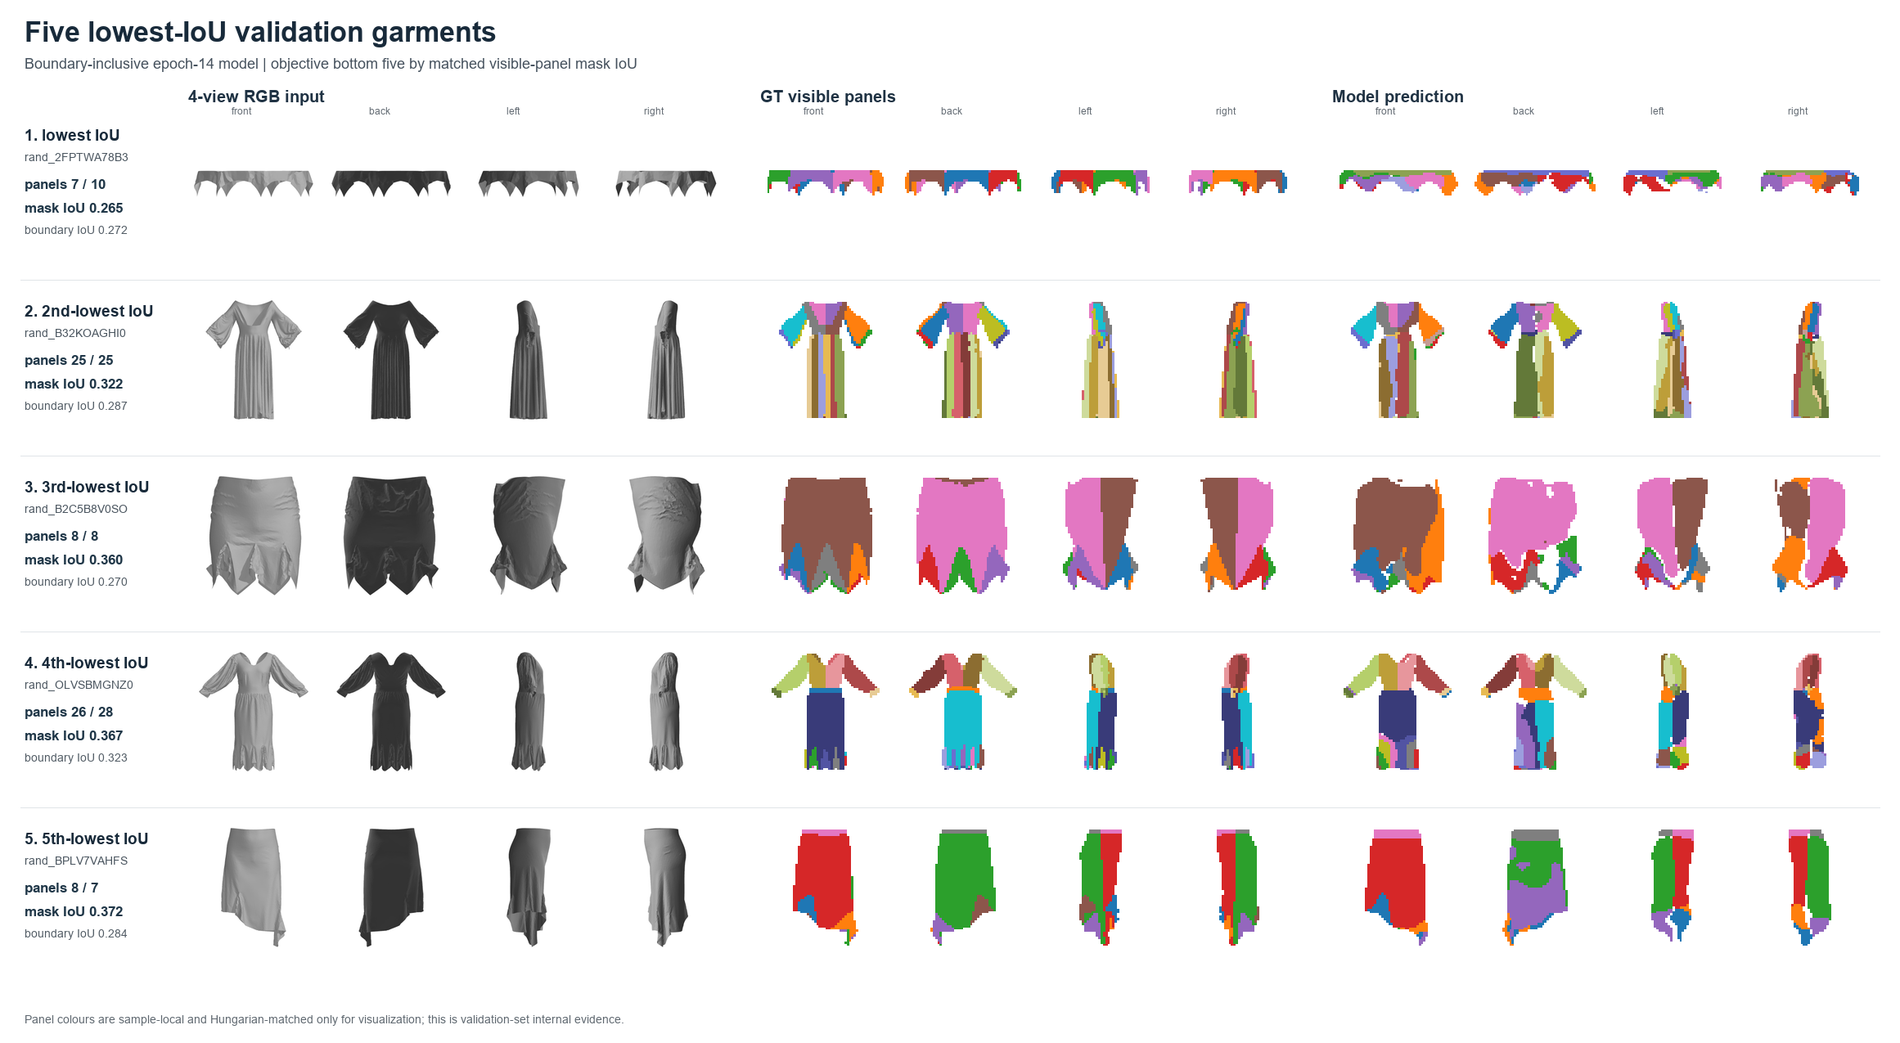 Five lowest-IoU validation garments
Boundary-inclusive epoch-14 model | objective bottom five by matched visible-panel mask IoU
4-view RGB input
GT visible panels
Model prediction
front back left right front back left right front back left right
1. lowest IoU
rand_2FPTWA78B3
panels 7 / 10
mask IoU 0.265
boundary IoU 0.272
2. 2nd-lowest IoU
rand_B32KOAGHI0
panels 25 / 25
mask IoU 0.322
boundary IoU 0.287
3. 3rd-lowest IoU
rand_B2C5B8V0SO
panels 8 / 8
mask IoU 0.360
boundary IoU 0.270
4. 4th-lowest IoU
rand_OLVSBMGNZ0
panels 26 / 28
mask IoU 0.367
boundary IoU 0.323
5. 5th-lowest IoU
rand_BPLV7VAHFS
panels 8 / 7
mask IoU 0.372
boundary IoU 0.284
Panel colours are sample-local and Hungarian-matched only for visualization; this is validation-set internal evidence.